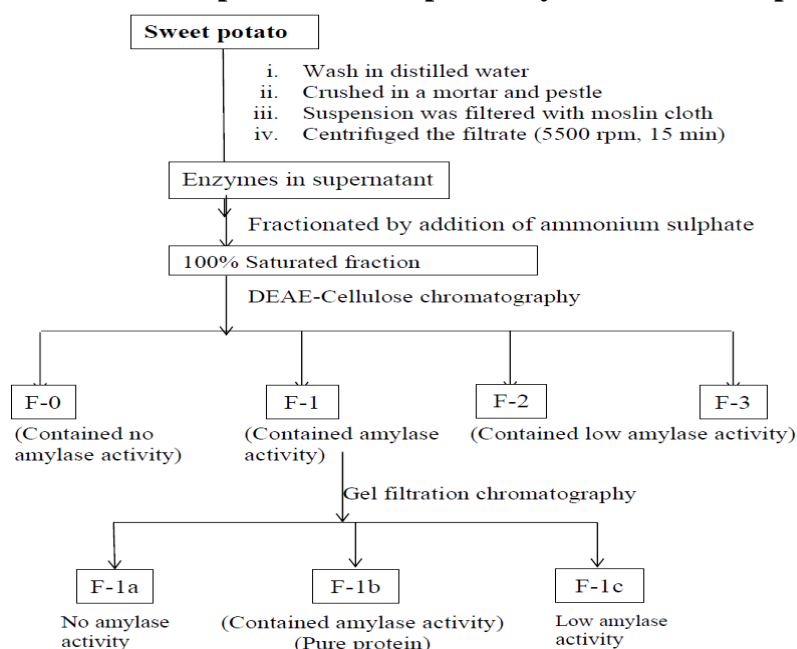 Sweet potato
i. Wash in distilled water
ii. Crushed in a mortar and pestle
iii. Suspension was filtered with moslin cloth
iv. Centrifuged the filtrate (5500 rpm, 15 min)
Enzymes in supernatant
Fractionated by addition of ammonium sulphate
100% Saturated fraction
DEAE-Cellulose chromatography
F-0 F-1 F-2 F-3
(Contained no (Contained amylase (Contained low amylase activity)
amylase activity) activity)
Gel filtration chromatography
F-1a F-1b F-1c
No amylase (Contained amylase activity) Low amylase
activity (Pure protein) activity